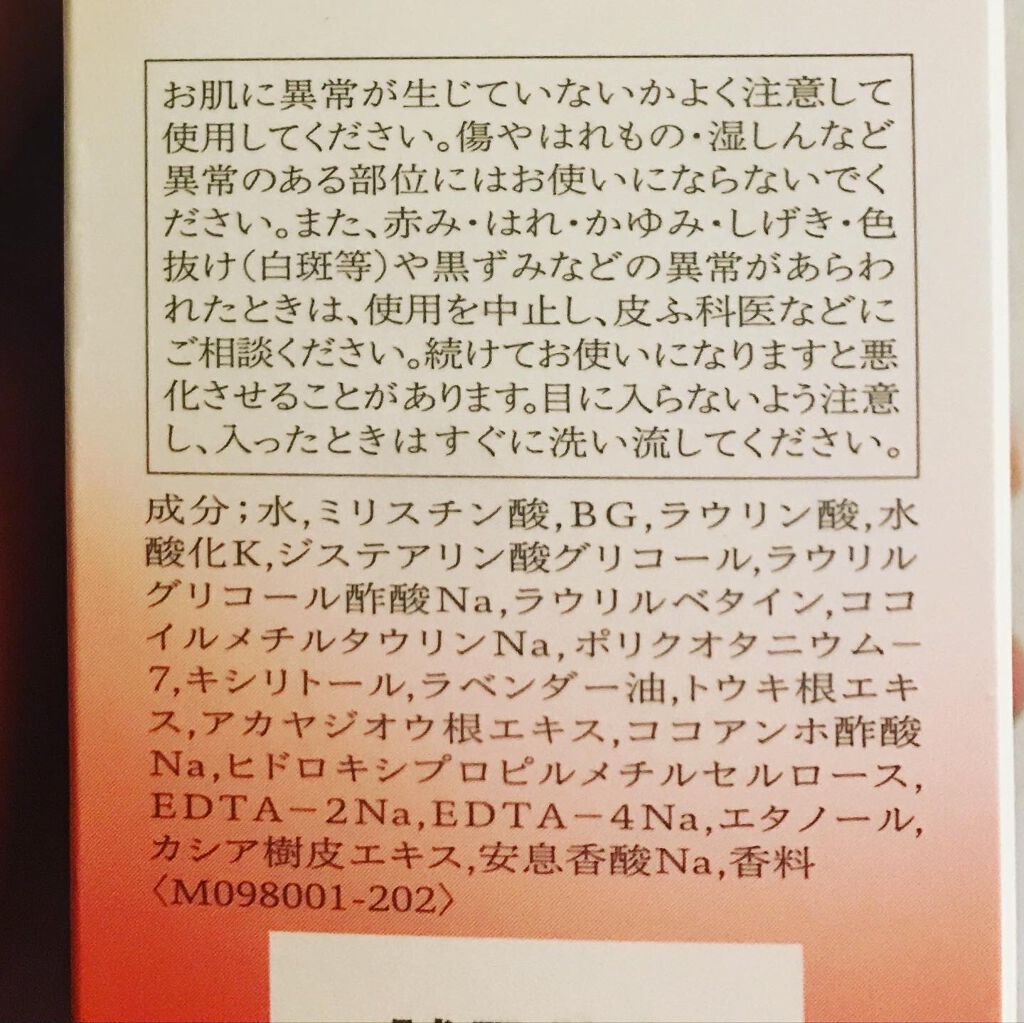 お肌に異常が生じていないかよく注意して
使用してください。傷やはれもの・湿しんなど
異常のある部位にはお使いにならないでく
ださい。また、赤み・はれ・かゆみ・しげき・色
抜け(白斑等)や黒ずみなどの異常があらわ
れたときは、使用を中止し、皮ふ科医などに
ご相談ください。続けてお使いになりますと悪
化させることがあります。目に入らないよう注意
し、入ったときはすぐに洗い流してください。
成分;水,ミリスチン酸,BG,ラウリン酸,水
酸化K,ジステアリン酸グリコール,ラウリル
グリコール酢酸Na,ラウリルベタイン,ココ
イルメチルタウリンNa,ポリクオタニウム-
7,キシリトール,ラベンダー油,トウキ根エキ
ス,アカヤジオウ根エキス,ココアンホ酢酸
Na,ヒドロキシプロピルメチルセルロース,
EDTA-2Na,EDTA-4Na,エタノール,
カシア樹皮エキス,安息香酸Na,香料
〈M098001-202〉